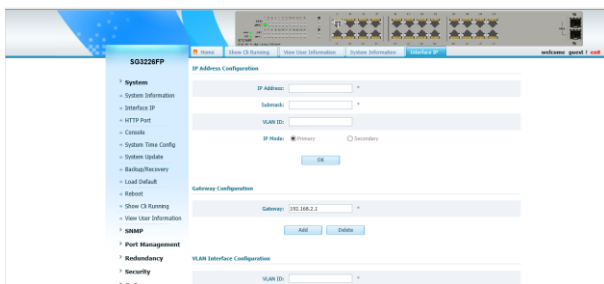 Home Show Cli Running View User Information System Information Interface IP welcome guest ! exit
SG3226FP
System
System Information
Interface IP
HTTP Port
Console
System Time Config
System Update
Backup/Recovery
Load Default
Reboot
Show Cli Running
View User Information
SNMP
Port Management
Redundancy
Security
IP Address Configuration
IP Address: *
Submask: *
VLAN ID:
IP Mode: Primary Secondary
OK
Gateway Configuration
Gateway: 192.168.2.1 *
Add Delete
VLAN Interface Configuration
VLAN ID: *